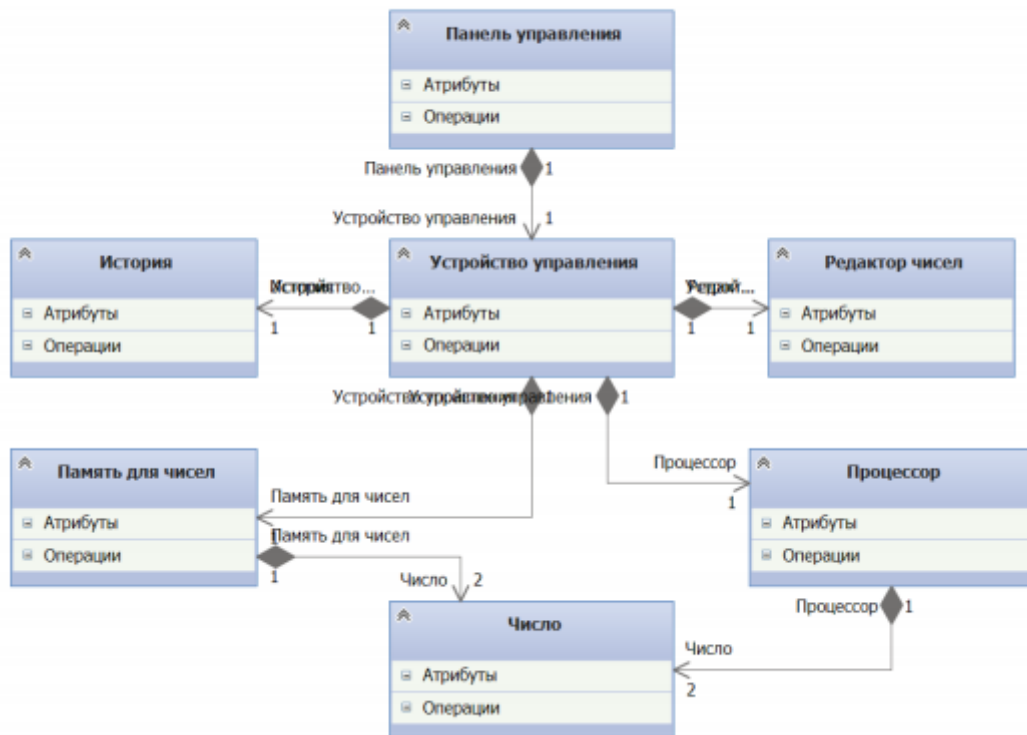 Панель управления
Атрибуты
Операции
Панель управления 1
Устройство управления 1
История
Атрибуты
Операции
1
1
Устройство управления
Атрибуты
Операции
1
1
Редактор чисел
Атрибуты
Операции
Устройство управления
1
Память для чисел
Атрибуты
Операции
Память для чисел
Память для чисел
1
Процессор
1
Процессор
Атрибуты
Операции
Процессор 1
Число 2
Число
Атрибуты
Операции
Число
2